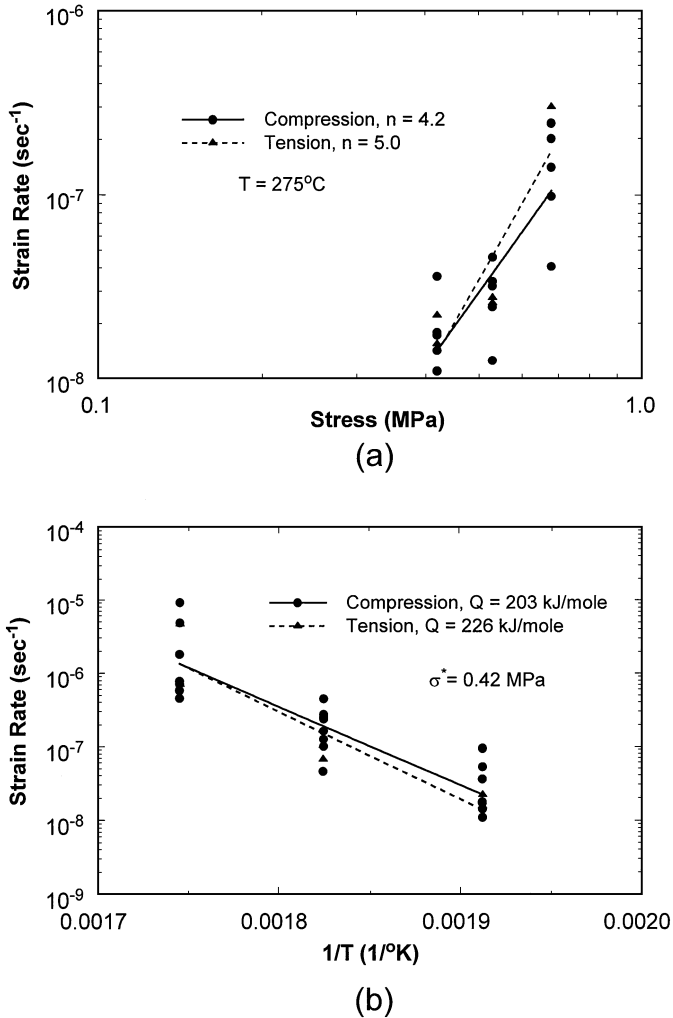 10⁻⁶
Compression, n = 4.2
Tension, n = 5.0
T = 275°C
10⁻⁷
Strain Rate (sec⁻¹)
10⁻⁸
0.1
1.0
Stress (MPa)
(a)
10⁻⁴
10⁻⁵
Compression, Q = 203 kJ/mole
Tension, Q = 226 kJ/mole
10⁻⁶
σ*= 0.42 MPa
Strain Rate (sec⁻¹)
10⁻⁷
10⁻⁸
10⁻⁹
0.0017
0.0018
0.0019
0.0020
1/T (1/°K)
(b)